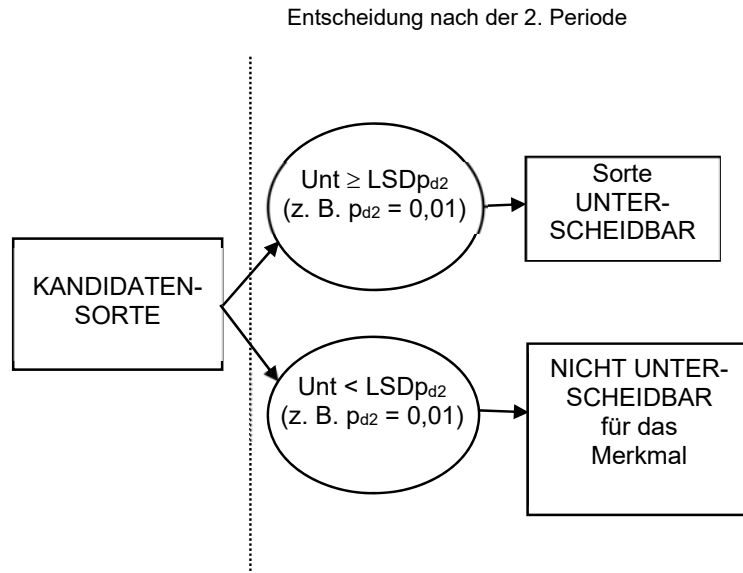 Entscheidung nach der 2. Periode
Unt ≥ LSDpd2
(z. B. pd2 = 0,01)
Sorte
UNTER-
SCHEIDBAR
KANDIDATEN-
SORTE
Unt < LSDpd2
(z. B. pd2 = 0,01)
NICHT UNTER-
SCHEIDBAR
für das
Merkmal